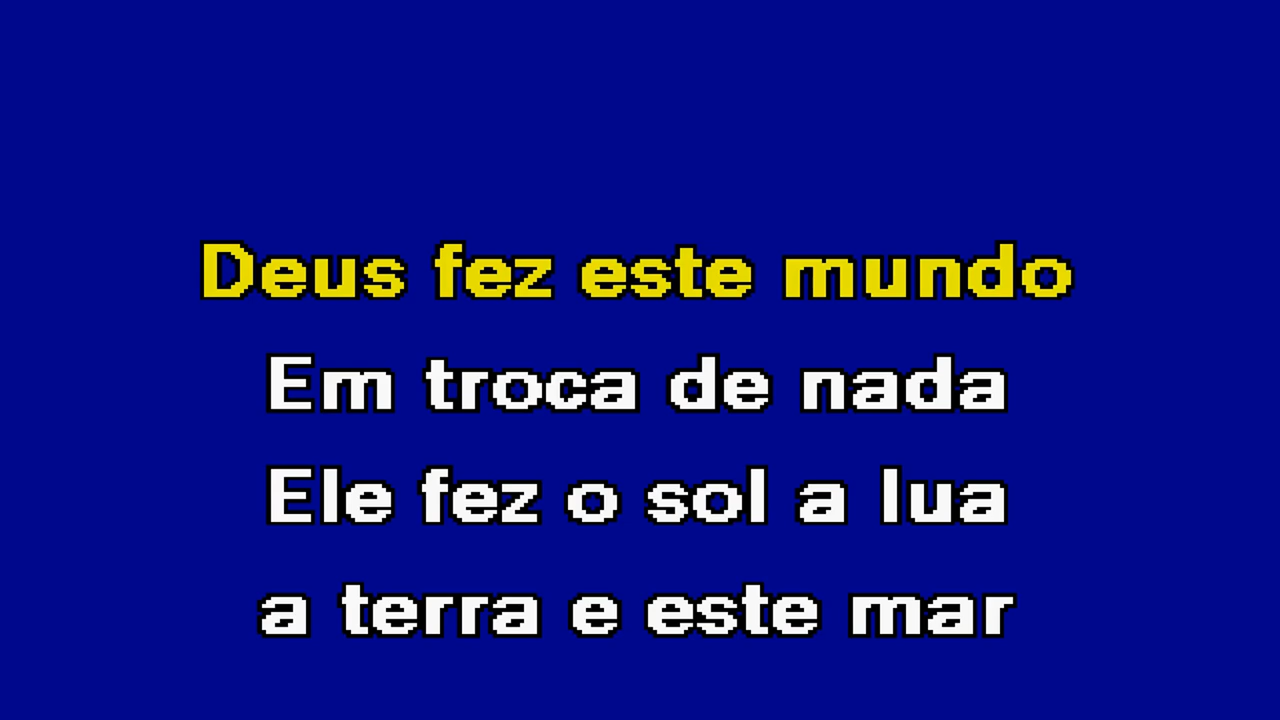 Deus fez este mundo
Em troca de nada
Ele fez o sol a lua
a terra e este mar